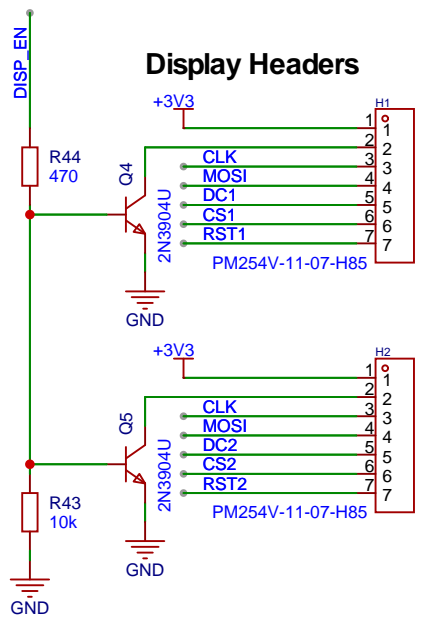 DISP_EN
Display Headers
+3V3
H1
1
1
2
2
R44
470
Q4
2N3904U
CLK
3
3
MOSI
4
4
DC1
5
5
CS1
6
6
RST1
7
7
PM254V-11-07-H85
GND
+3V3
H2
1
1
2
2
Q5
2N3904U
CLK
3
3
MOSI
4
4
DC2
5
5
CS2
6
6
RST2
7
7
PM254V-11-07-H85
R43
10k
GND
GND